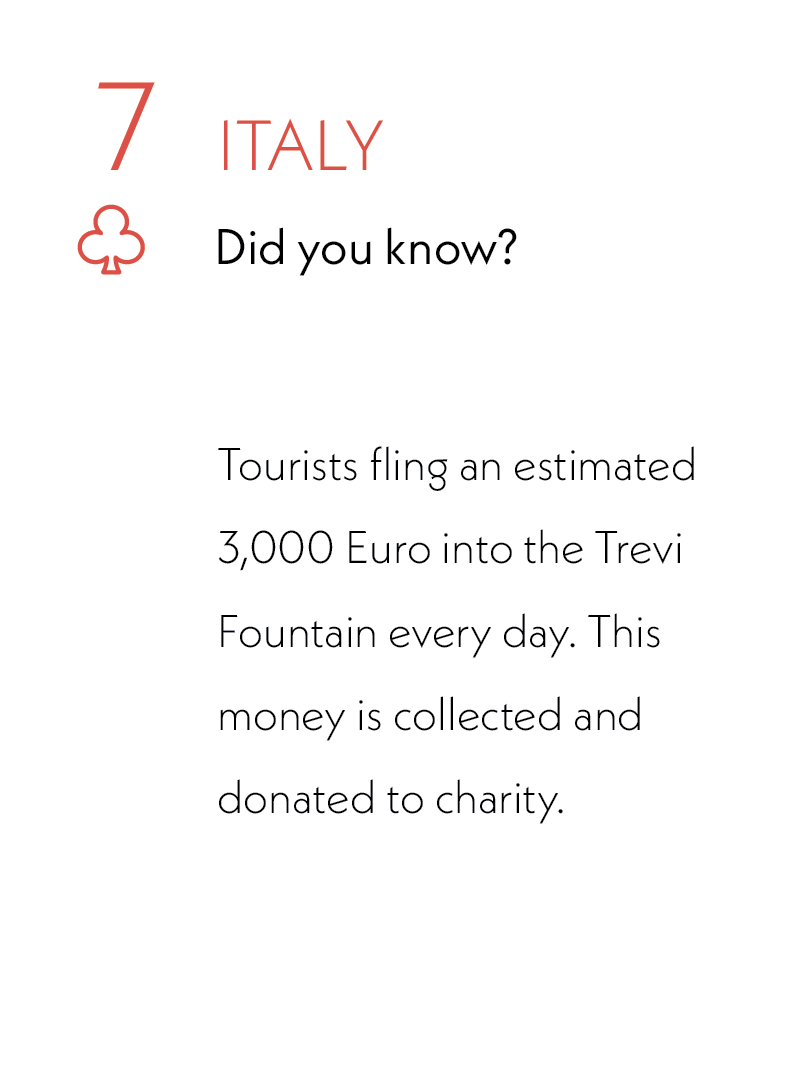 7
ITALY
Did you know?
Tourists fling an estimated
3,000 Euro into the Trevi
Fountain every day. This
money is collected and
donated to charity.